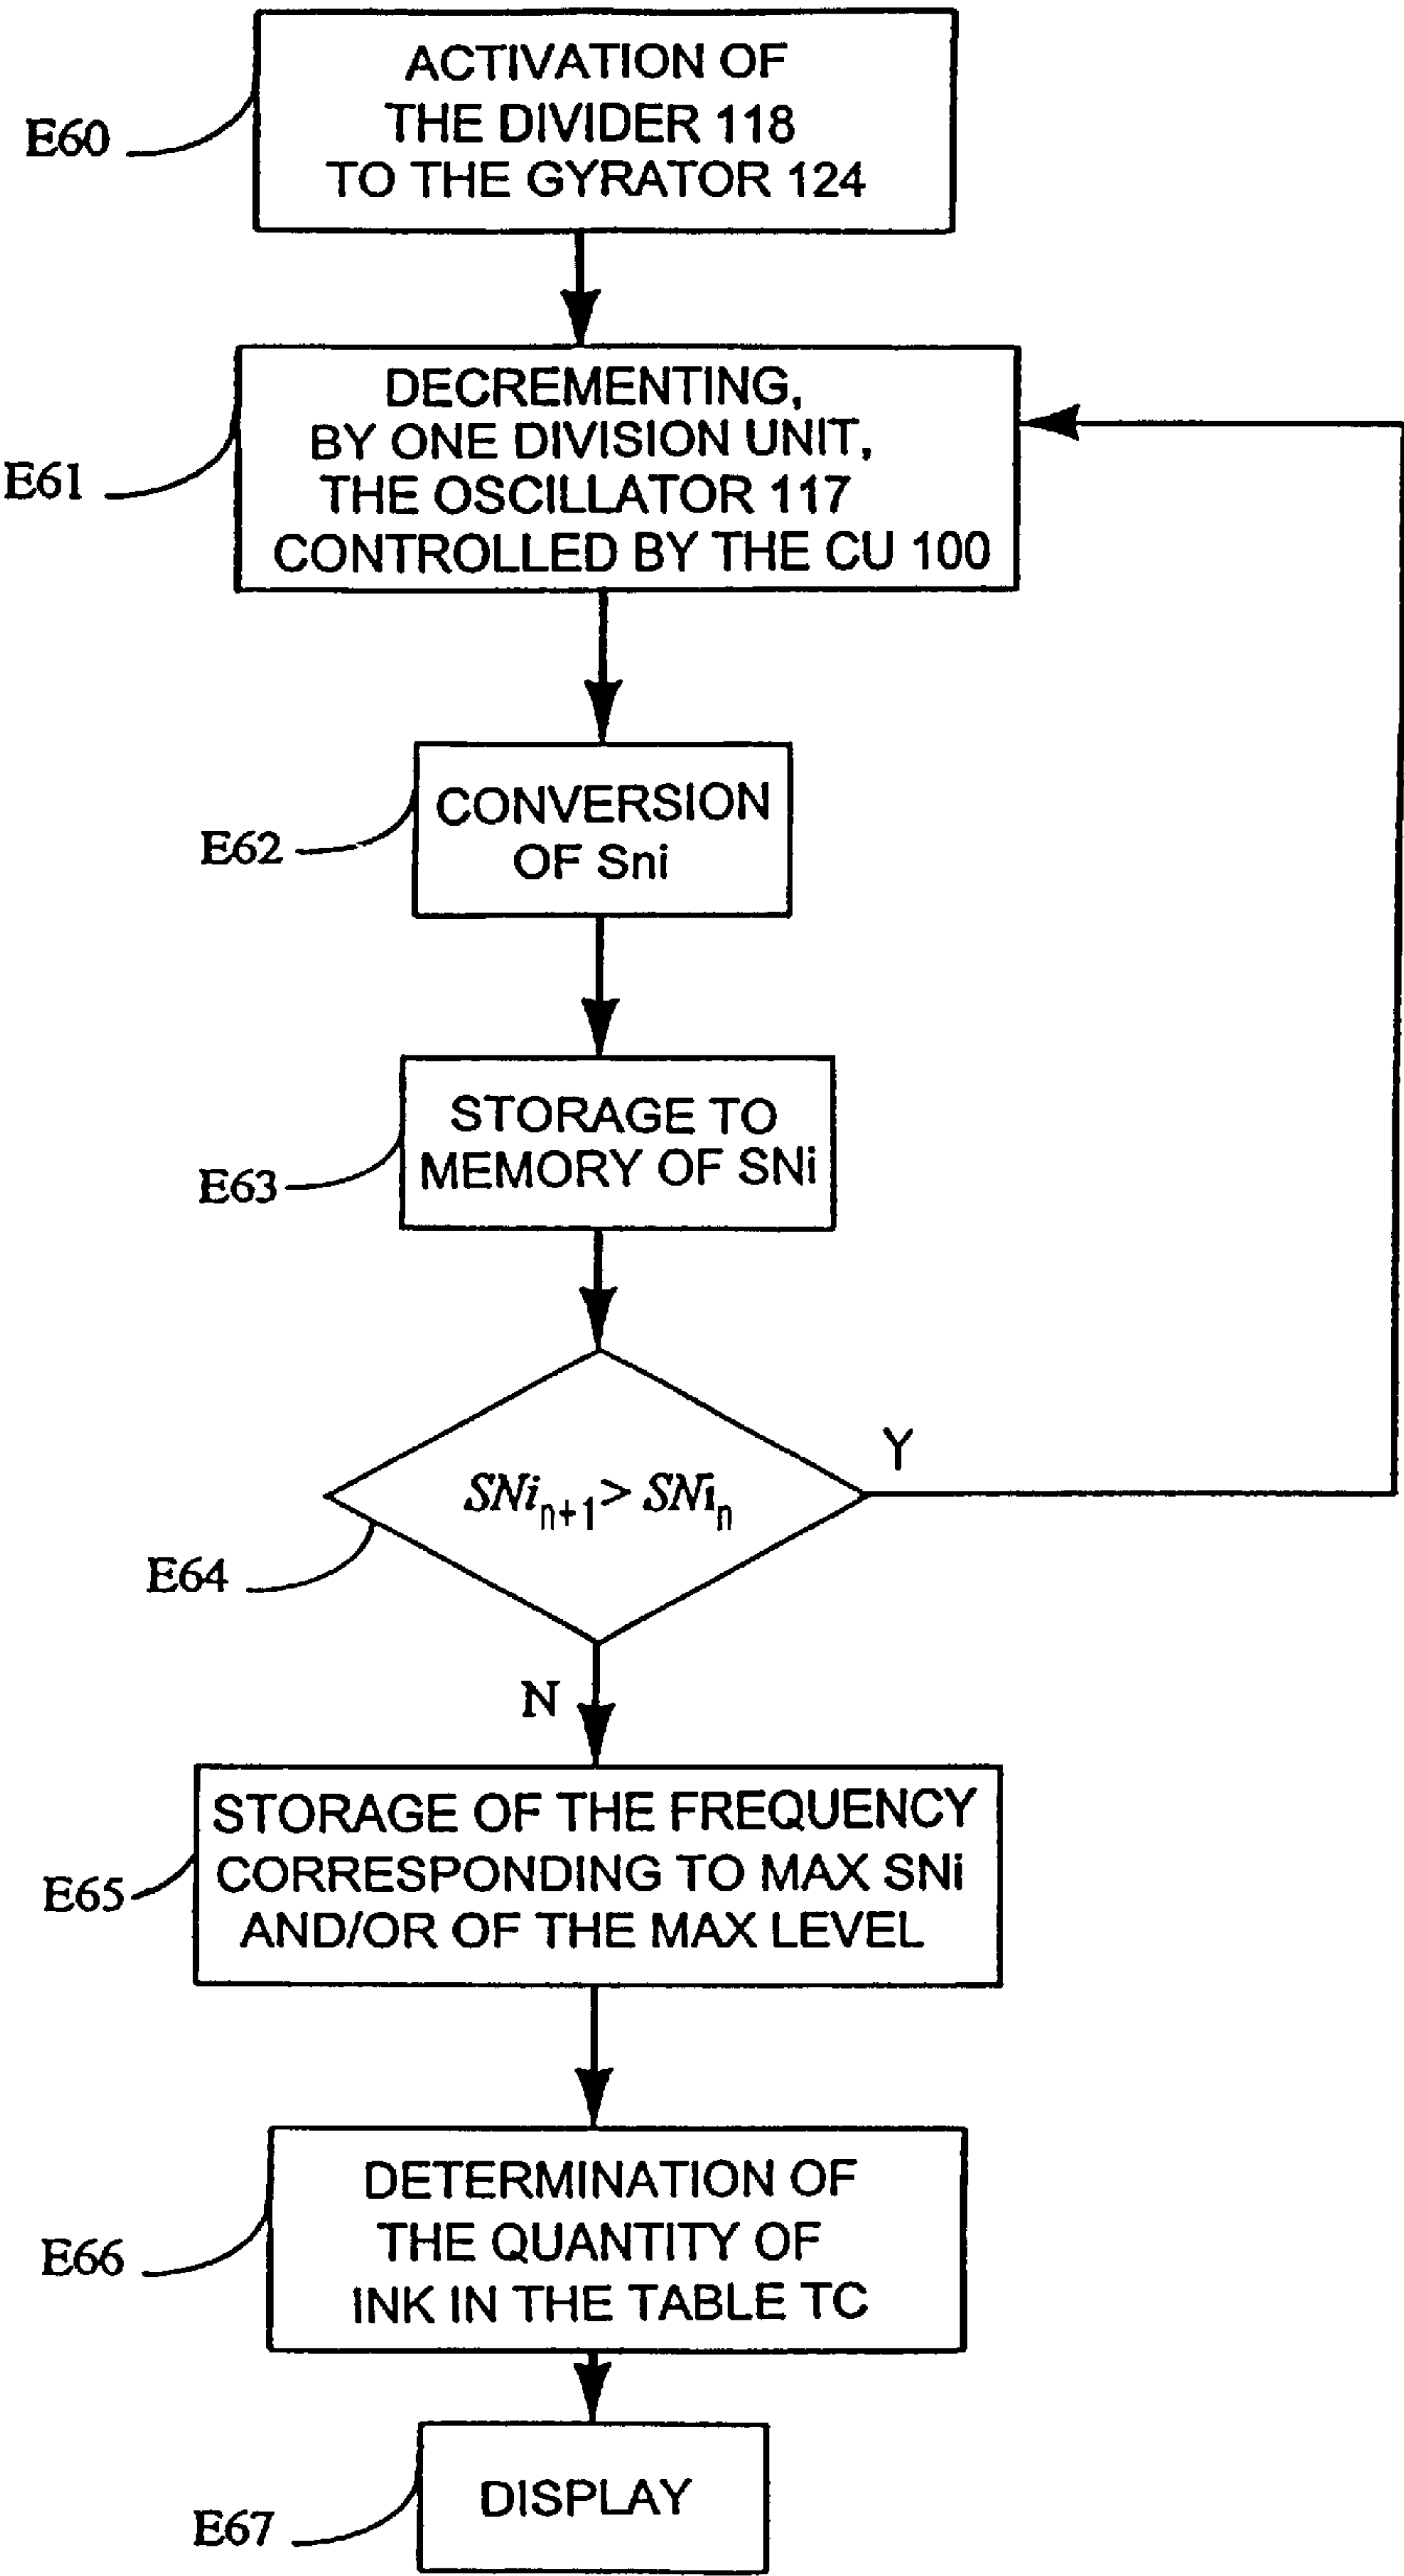 ACTIVATION OF
THE DIVIDER 118
TO THE GYRATOR 124
E60
DECREMENTING,
BY ONE DIVISION UNIT,
THE OSCILLATOR 117
CONTROLLED BY THE CU 100
E61
CONVERSION
OF Sni
E62
STORAGE TO
MEMORY OF SNi
E63
SNi_{n+1} > SNi_n
Y
E64
N
STORAGE OF THE FREQUENCY
CORRESPONDING TO MAX SNi
AND/OR OF THE MAX LEVEL
E65
DETERMINATION OF
THE QUANTITY OF
INK IN THE TABLE TC
E66
DISPLAY
E67